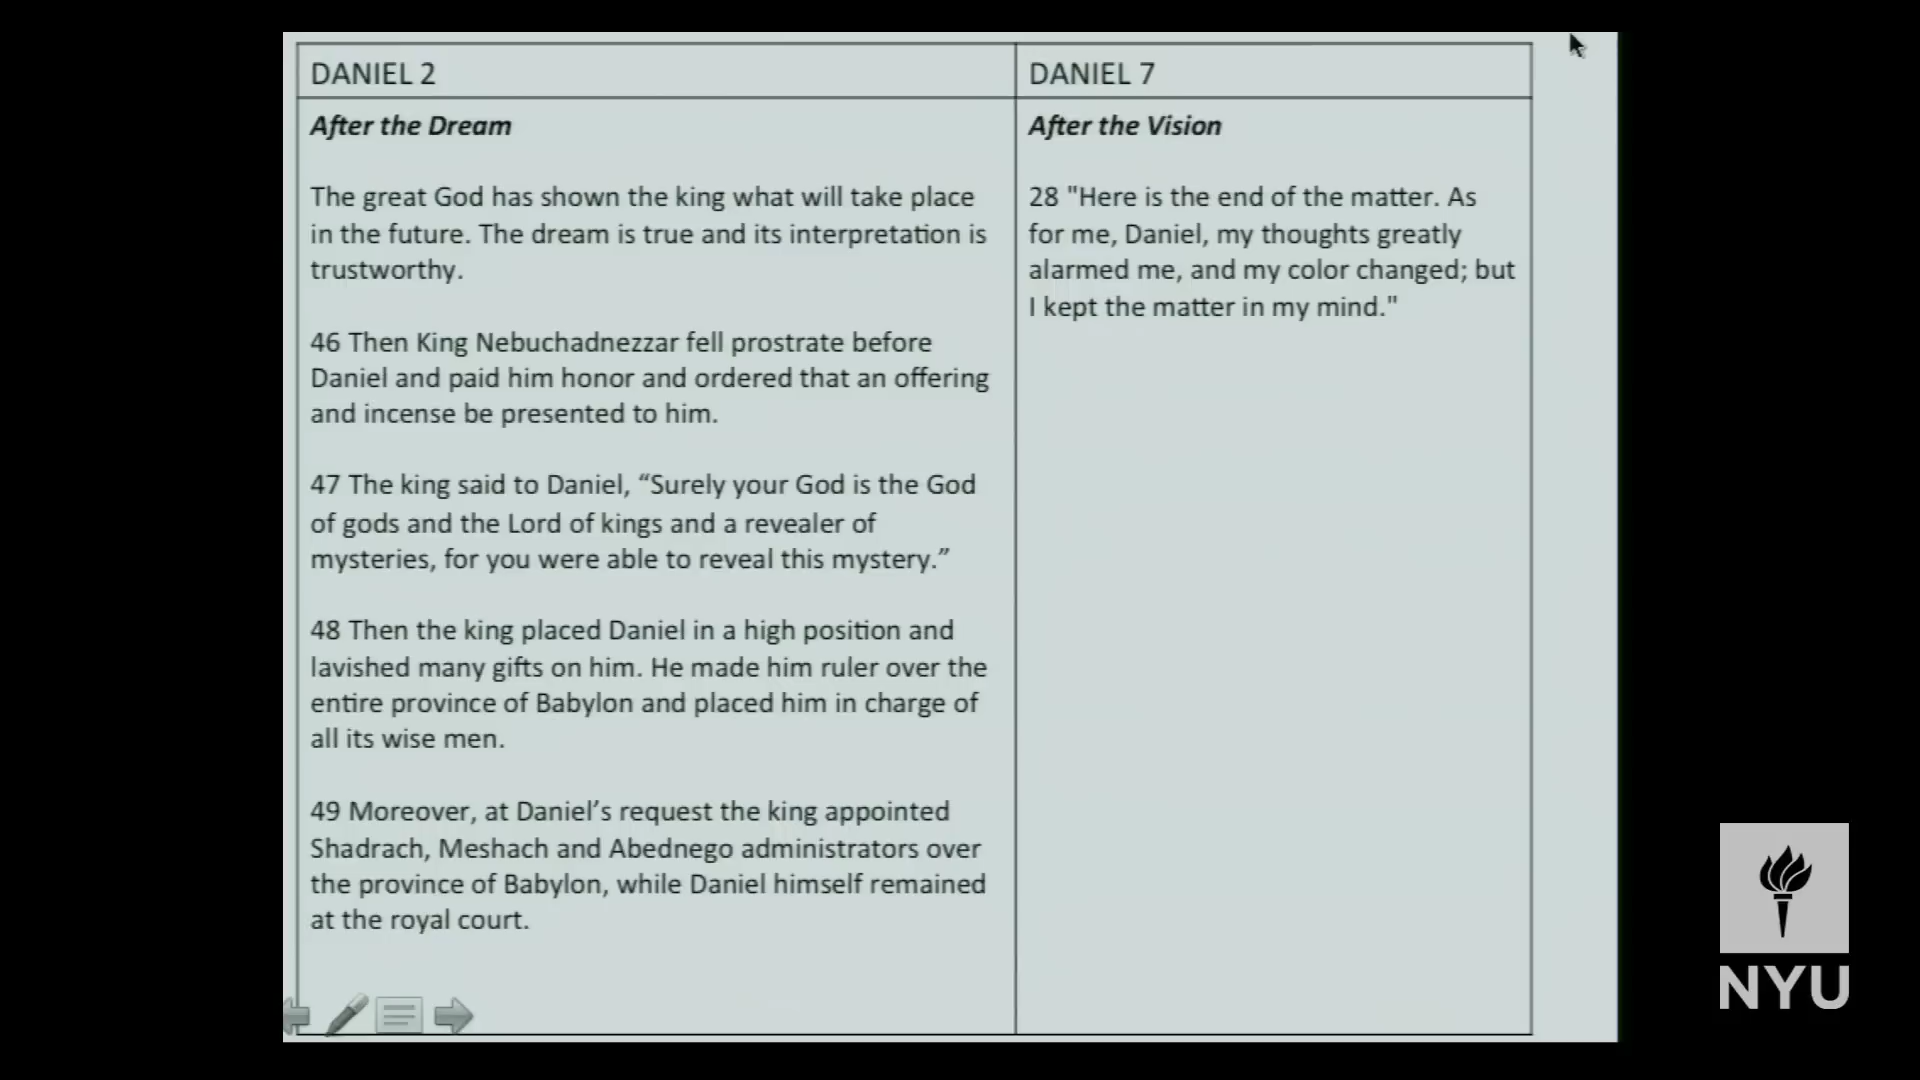 DANIEL 2
After the Dream
The great God has shown the king what will take place
in the future. The dream is true and its interpretation is
trustworthy.
46 Then King Nebuchadnezzar fell prostrate before
Daniel and paid him honor and ordered that an offering
and incense be presented to him.
47 The king said to Daniel, “Surely your God is the God
of gods and the Lord of kings and a revealer of
mysteries, for you were able to reveal this mystery.”
48 Then the king placed Daniel in a high position and
lavished many gifts on him. He made him ruler over the
entire province of Babylon and placed him in charge of
all its wise men.
49 Moreover, at Daniel’s request the king appointed
Shadrach, Meshach and Abednego administrators over
the province of Babylon, while Daniel himself remained
at the royal court.
DANIEL 7
After the Vision
28 "Here is the end of the matter. As
for me, Daniel, my thoughts greatly
alarmed me, and my color changed; but
I kept the matter in my mind."
NYU